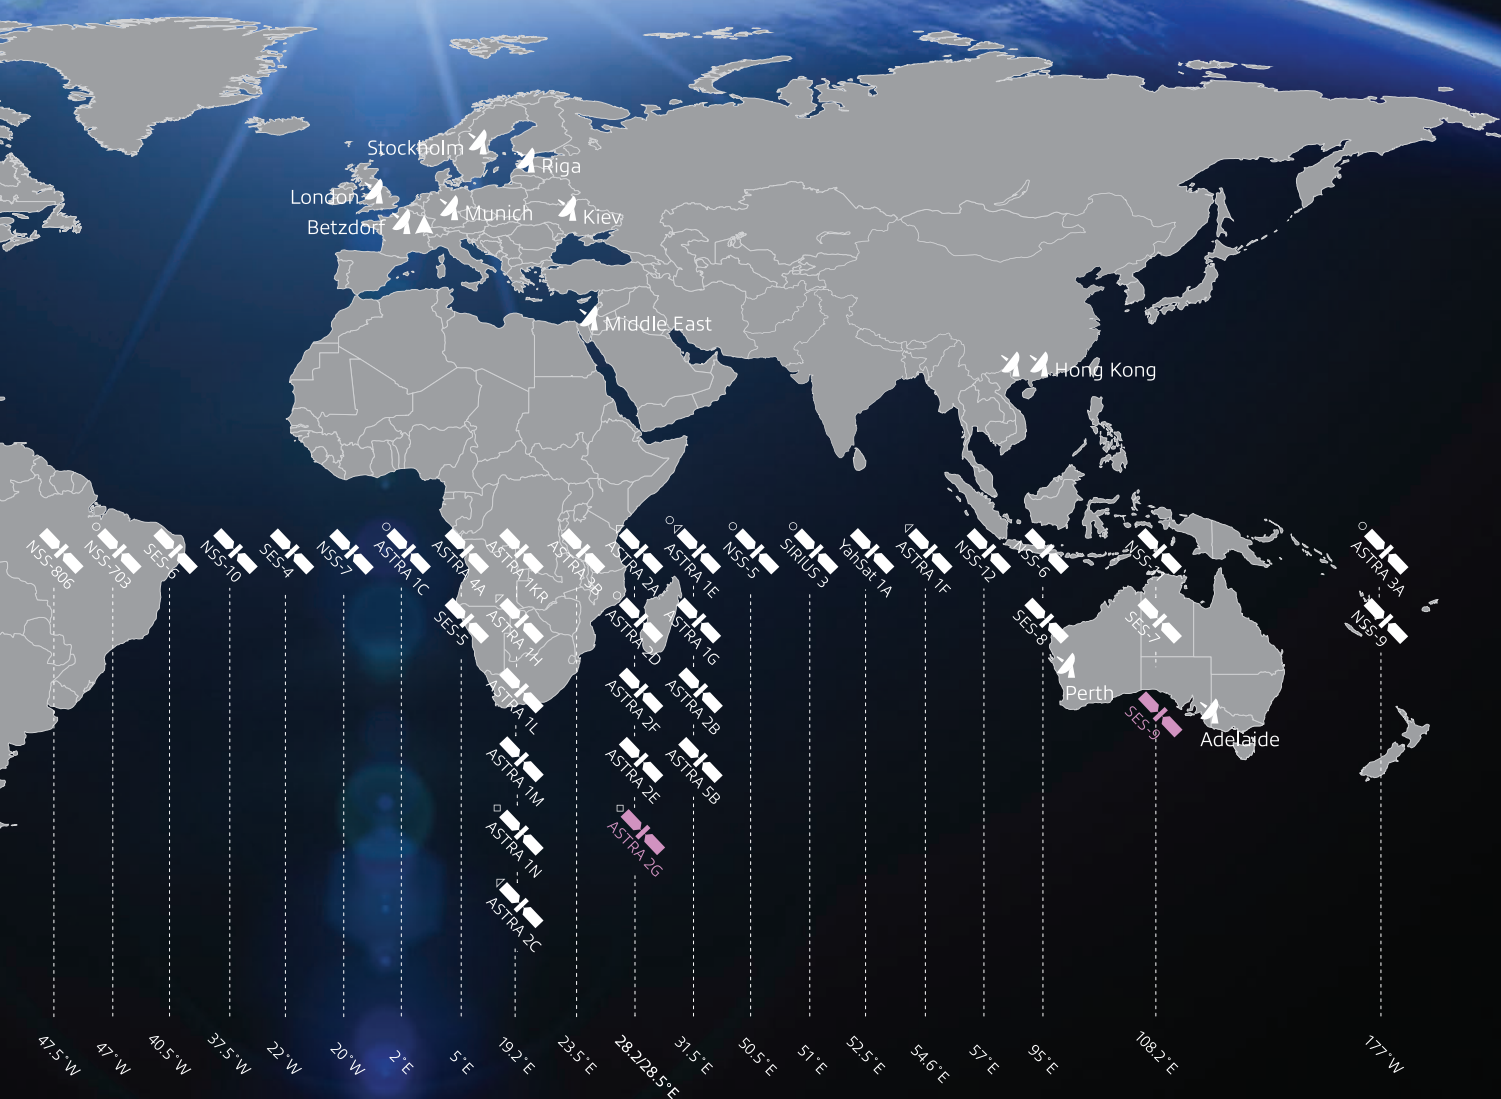 Stockholm
Riga
London
Munich
Betzdorf
Kiev
Middle East
Hong Kong
NSS-806
NSS-703
SES-6
NSS-10
SES-4
NSS-7
ASTRA 1C
ASTRA 4A
ASTRA 1KR
ASTRA 3B
ASTRA 2A
ASTRA 1E
NSS-5
SIRIUS 3
YahSat 1A
ASTRA 1F
NSS-12
NSS-6
ASTRA 3A
SES-5
ASTRA 1H
ASTRA 2D
ASTRA 1G
SES-8
SES-7
NSS-9
Perth
ASTRA 1L
ASTRA 2F
ASTRA 2B
SES-9
Adelaide
ASTRA 1M
ASTRA 2E
ASTRA 5B
ASTRA 1N
ASTRA 2G
ASTRA 2C
47.5°W
47°W
40.5°W
37.5°W
22°W
20°W
2°E
5°E
19.2°E
23.5°E
28.2/28.5°E
31.5°E
50.5°E
51°E
52.5°E
54.6°E
57°E
95°E
108.2°E
177°W